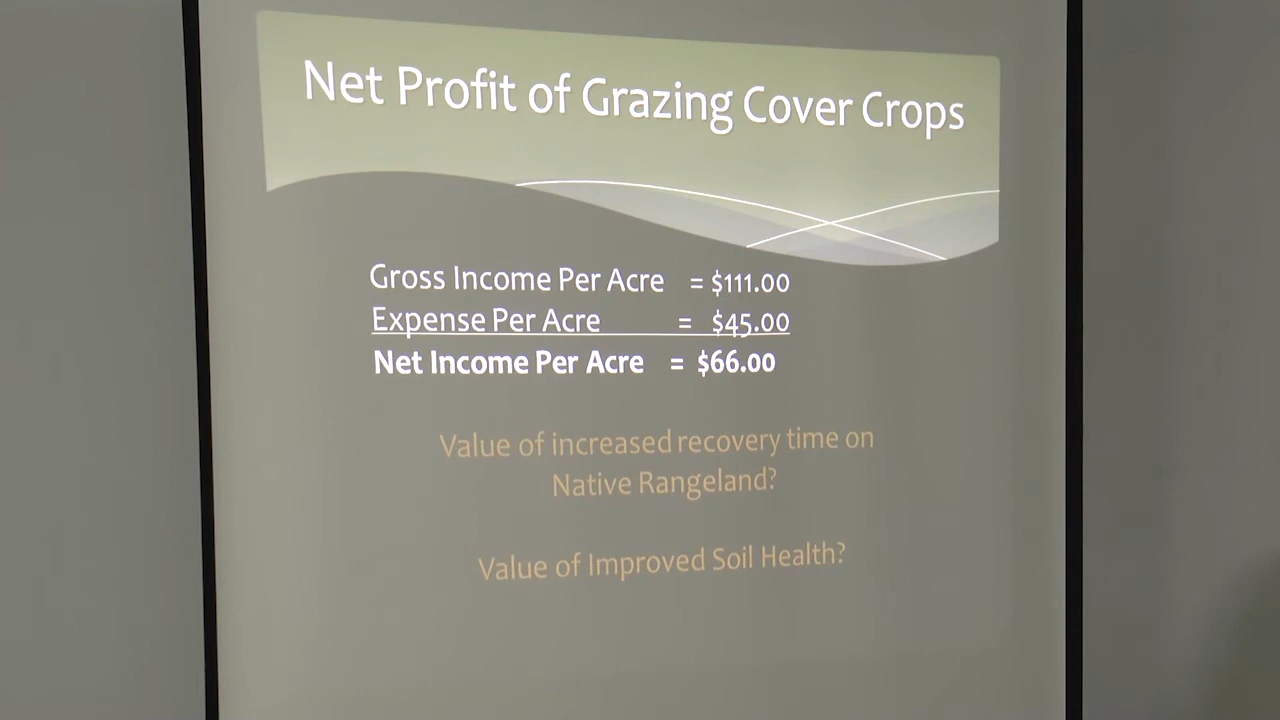 Net Profit of Grazing Cover Crops
Gross Income Per Acre = $111.00
Expense Per Acre = $45.00
Net Income Per Acre = $66.00
Value of increased recovery time on
Native Rangeland?
Value of Improved Soil Health?